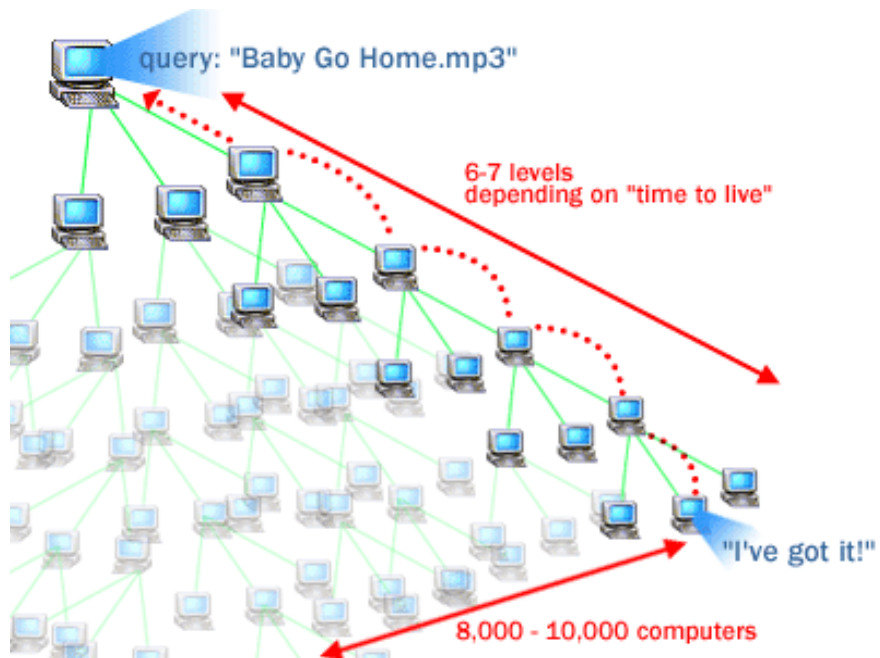 query: "Baby Go Home.mp3"
6-7 levels
depending on "time to live"
"I've got it!"
8,000 - 10,000 computers